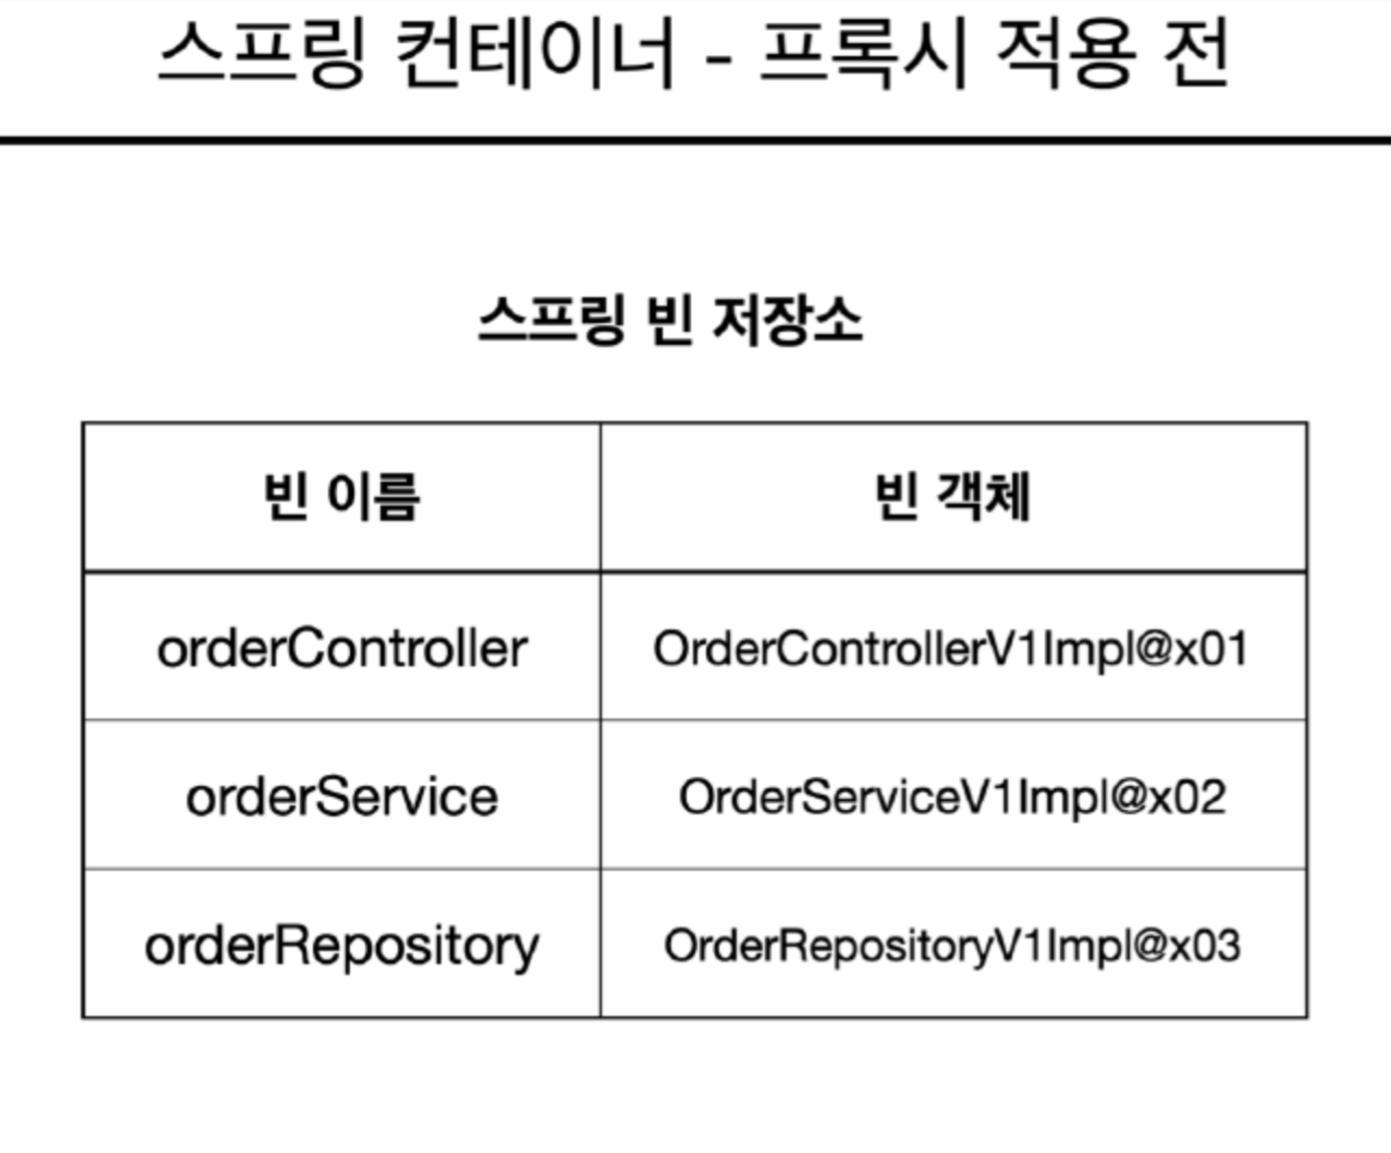 스프링 컨테이너 - 프록시 적용 전
스프링 빈 저장소
빈 이름 빈 객체
orderController OrderControllerV1Impl@x01
orderService OrderServiceV1Impl@x02
orderRepository OrderRepositoryV1Impl@x03